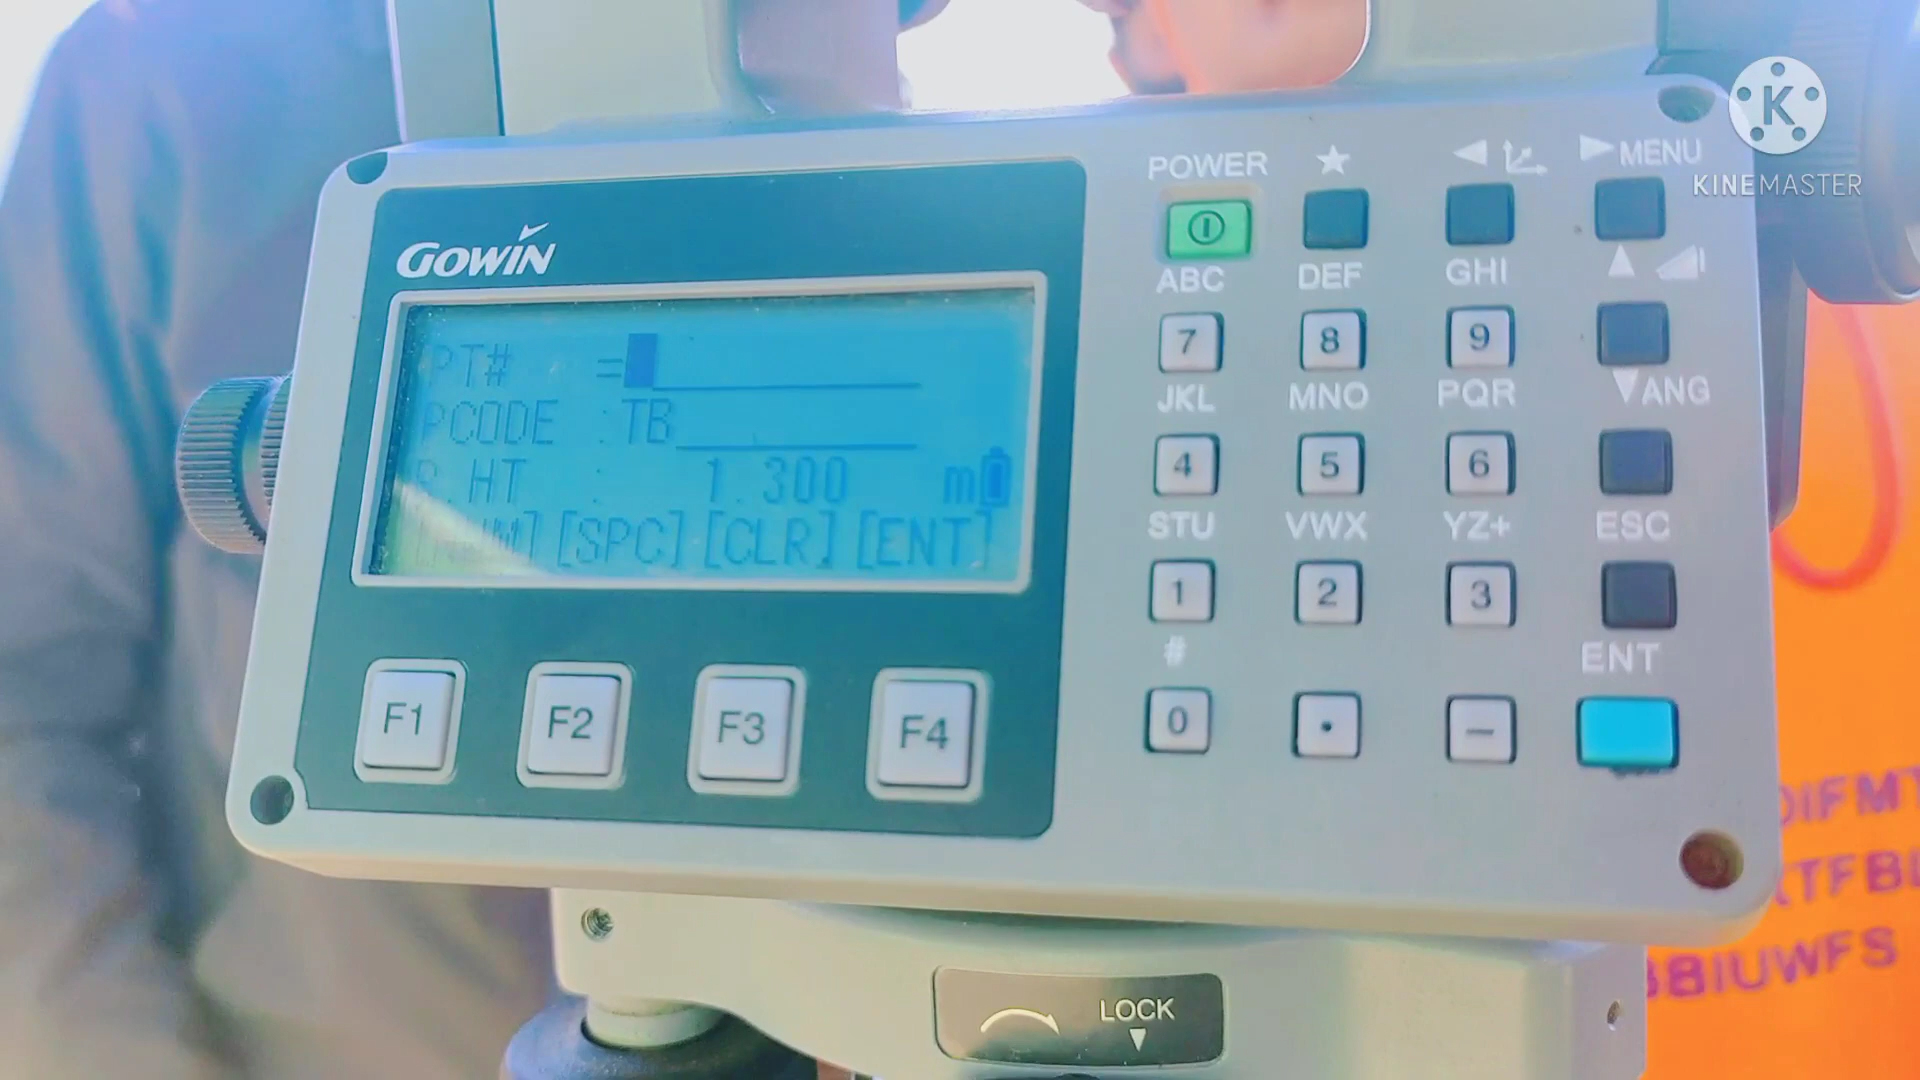 GOWIN
PT# =
PCODE : TB
R.HT : 1.300 m
[NUM] [SPC] [CLR] [ENT]
F1 F2 F3 F4
POWER ★ ◀ ▶ MENU
ABC DEF GHI ▲
7 8 9
JKL MNO PQR ▼ ANG
4 5 6
STU VWX YZ+ ESC
1 2 3
# ENT
0 . –
LOCK
▼
K
KINEMASTER